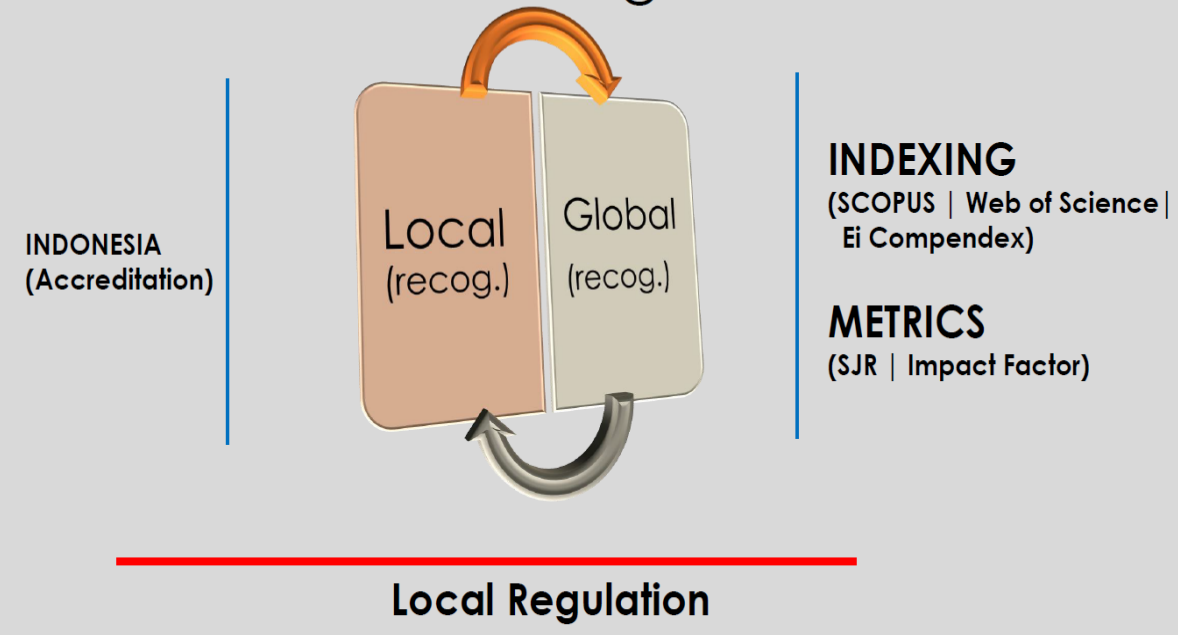 INDONESIA
(Accreditation)
Local
(recog.)
Global
(recog.)
INDEXING
(SCOPUS | Web of Science|
Ei Compendex)
METRICS
(SJR | Impact Factor)
Local Regulation